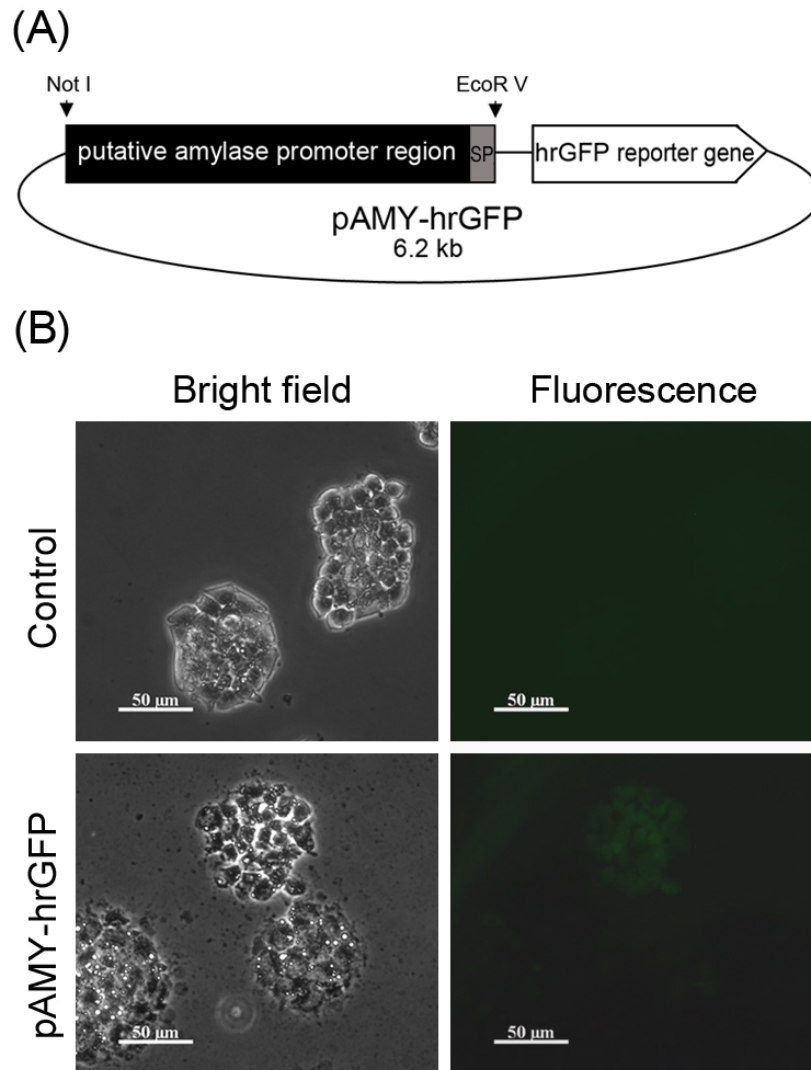 (A)
Not I
EcoR V
putative amylase promoter region
SP
hrGFP reporter gene
pAMY-hrGFP
6.2 kb
(B)
Bright field
Fluorescence
Control
50 µm
50 µm
pAMY-hrGFP
50 µm
50 µm